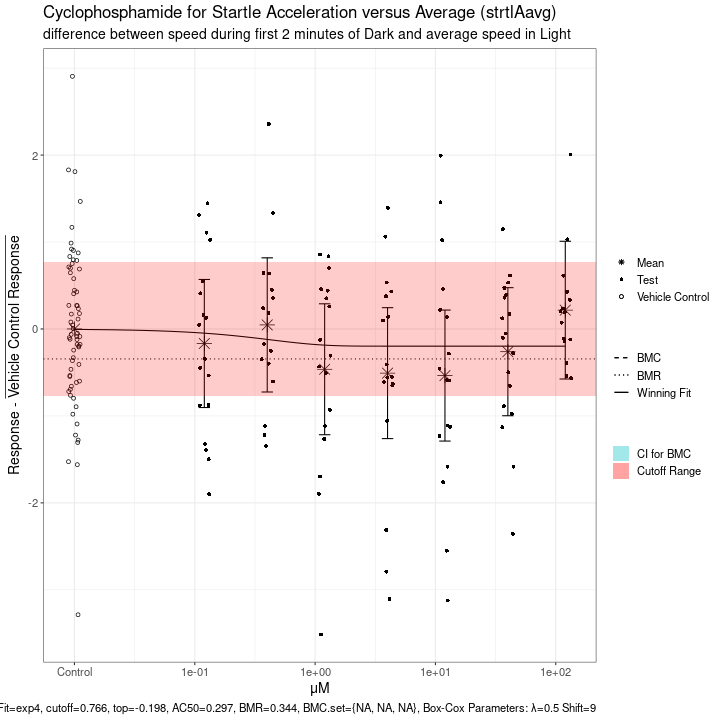 Cyclophosphamide for Startle Acceleration versus Average (strtlAavg)
difference between speed during first 2 minutes of Dark and average speed in Light
Response - Vehicle Control Response
2
0
-2
Control
1e-01
1e+00
1e+01
1e+02
µM
Mean
Test
Vehicle Control
BMC
BMR
Winning Fit
CI for BMC
Cutoff Range
Fit=exp4, cutoff=0.766, top=-0.198, AC50=0.297, BMR=0.344, BMC.set={NA, NA, NA}, Box-Cox Parameters: λ=0.5 Shift=9